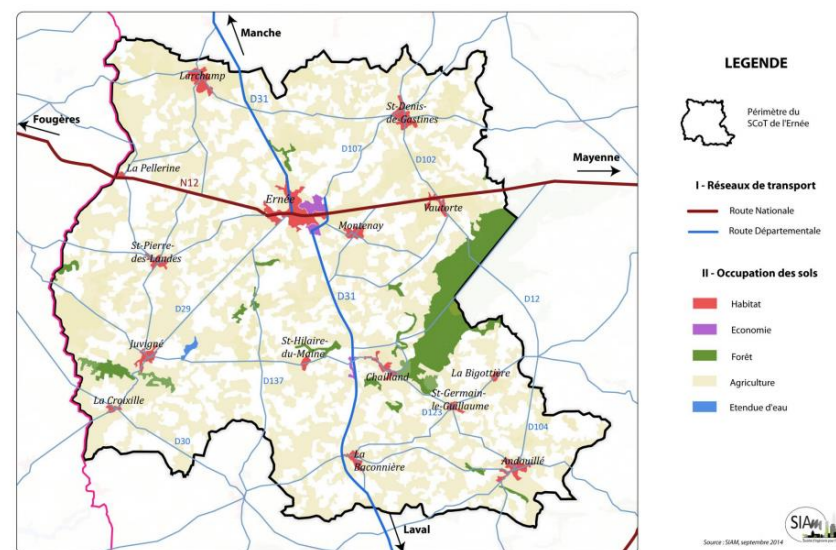 Manche
Larchamp
D31
St-Denis-
de-Gastines
Fougères
D107
D102
Mayenne
La Pellerine
N12
Ernée
Vautorte
Montenay
St-Pierre-
des-Landes
D31
D29
D12
Juvigné
St-Hilaire-
du-Maine
Chailland
La Bigottière
D137
St-Germain-
le-Guillaume
La Croixille
D123
D104
D30
La
Baconnière
Andouillé
Laval
LEGENDE
Périmètre du
SCoT de l'Ernée
I - Réseaux de transport
Route Nationale
Route Départementale
II - Occupation des sols
Habitat
Economie
Forêt
Agriculture
Etendue d'eau
SIAM
Source : SIAM, septembre 2014